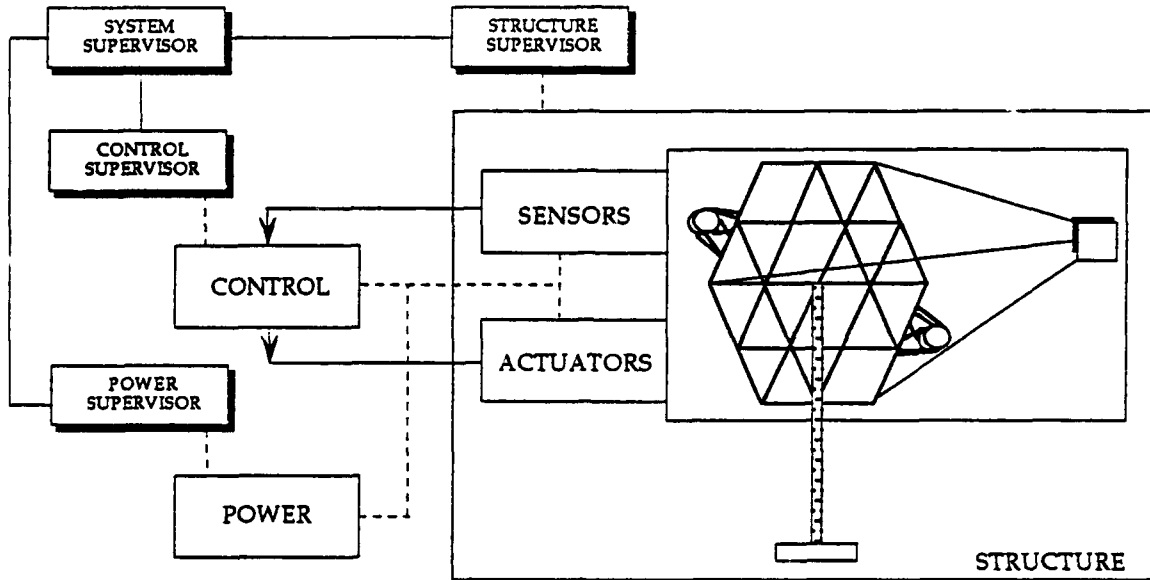 SYSTEM
SUPERVISOR
STRUCTURE
SUPERVISOR
CONTROL
SUPERVISOR
SENSORS
CONTROL
ACTUATORS
POWER
SUPERVISOR
POWER
STRUCTURE